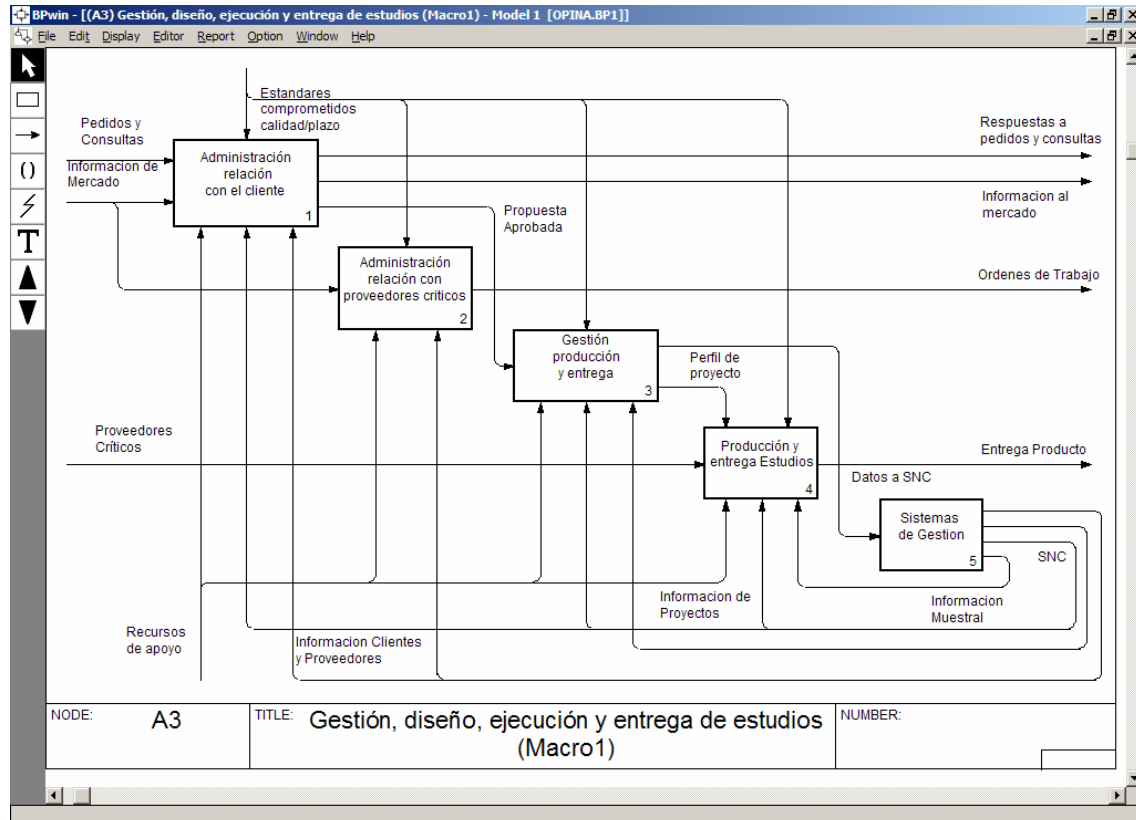 BPwin - [(A3) Gestión, diseño, ejecución y entrega de estudios (Macro1) - Model 1 [OPINA.BP1]]
File Edit Display Editor Report Option Window Help
Estandares
comprometidos
calidad/plazo
Pedidos y
Consultas
Informacion de
Mercado
Administración
relación
con el cliente
1
Respuestas a
pedidos y consultas
Informacion al
mercado
Propuesta
Aprobada
Administración
relación con
proveedores criticos
2
Ordenes de Trabajo
Gestión
producción
y entrega
3
Perfil de
proyecto
Proveedores
Críticos
Producción y
entrega Estudios
4
Entrega Producto
Datos a SNC
Sistemas
de Gestion
5
SNC
Informacion de
Proyectos
Informacion
Muestral
Recursos
de apoyo
Informacion Clientes
y Proveedores
NODE: A3
TITLE: Gestión, diseño, ejecución y entrega de estudios
(Macro1)
NUMBER:
( )
T